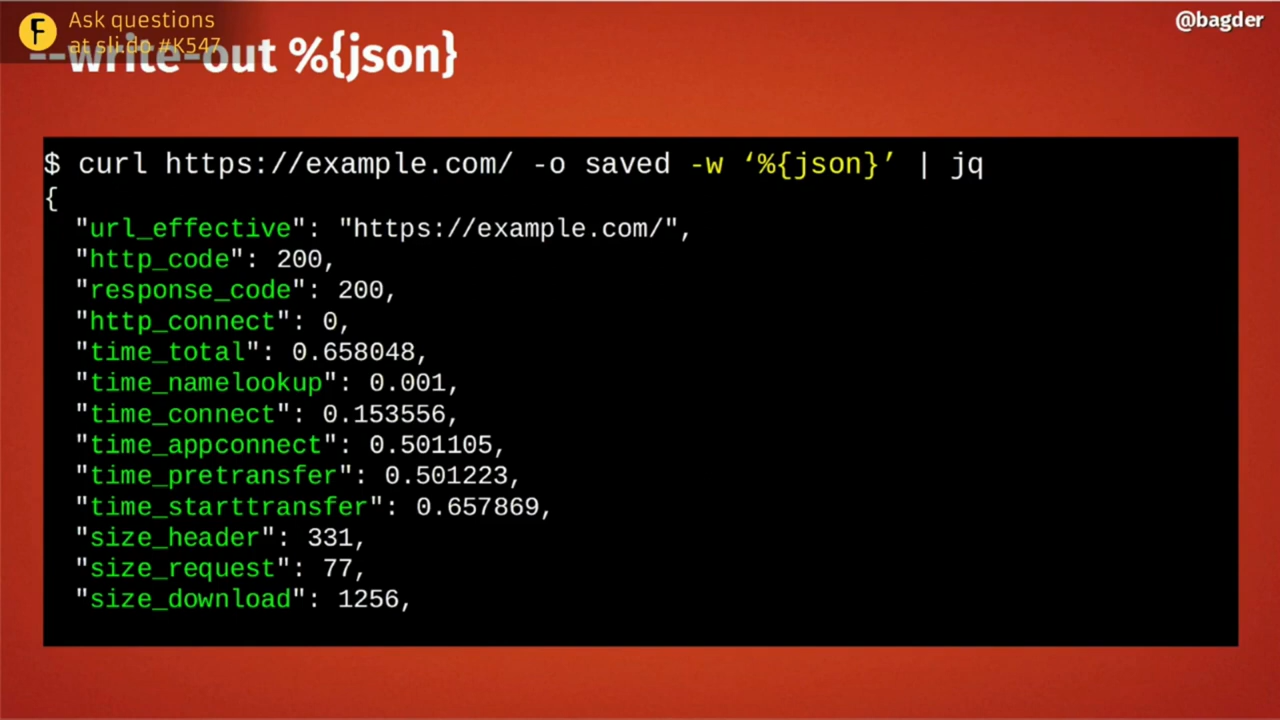 F
Ask questions
at sli.do #K547
@bagder
--write-out %{json}
$ curl https://example.com/ -o saved -w ‘%{json}’ | jq
{
"url_effective": "https://example.com/",
"http_code": 200,
"response_code": 200,
"http_connect": 0,
"time_total": 0.658048,
"time_namelookup": 0.001,
"time_connect": 0.153556,
"time_appconnect": 0.501105,
"time_pretransfer": 0.501223,
"time_starttransfer": 0.657869,
"size_header": 331,
"size_request": 77,
"size_download": 1256,